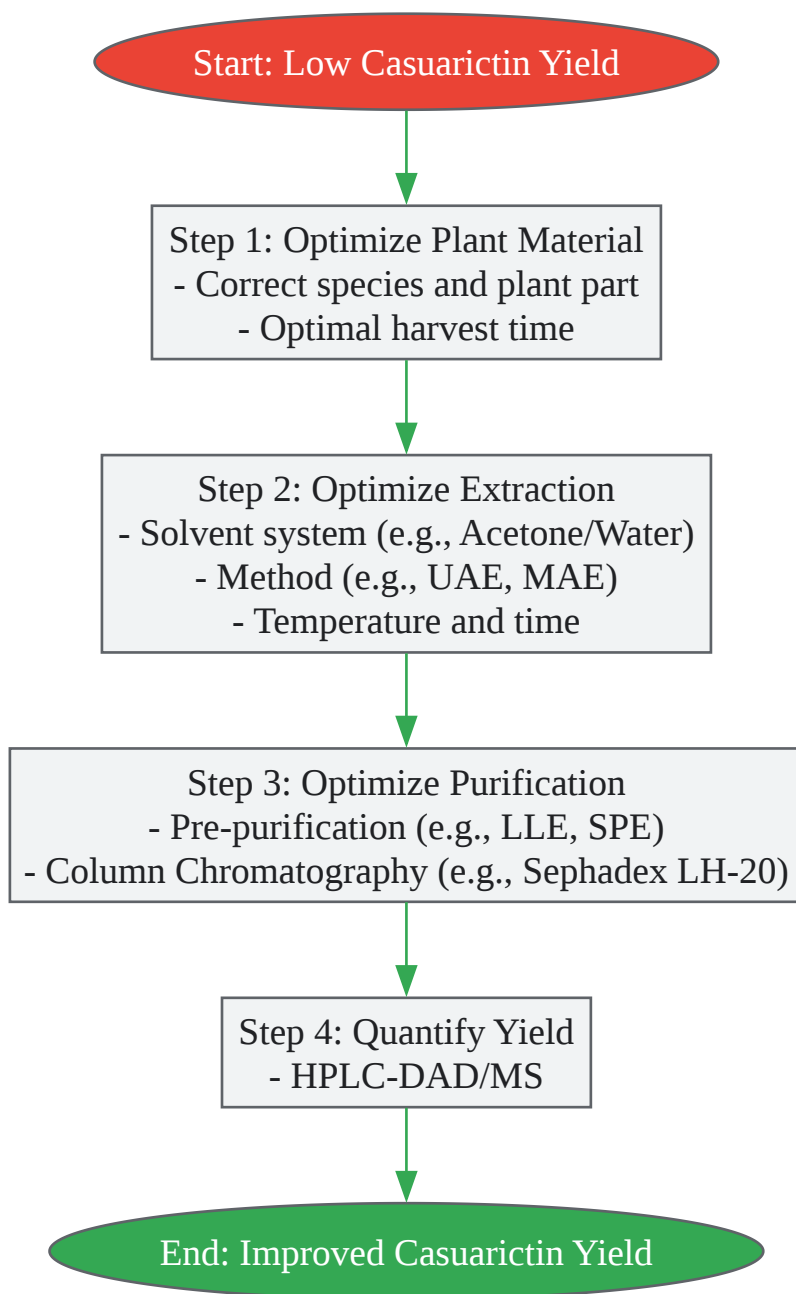 Start: Low Casuarictin Yield
Step 1: Optimize Plant Material
- Correct species and plant part
- Optimal harvest time
Step 2: Optimize Extraction
- Solvent system (e.g., Acetone/Water)
- Method (e.g., UAE, MAE)
- Temperature and time
Step 3: Optimize Purification
- Pre-purification (e.g., LLE, SPE)
- Column Chromatography (e.g., Sephadex LH-20)
Step 4: Quantify Yield
- HPLC-DAD/MS
End: Improved Casuarictin Yield